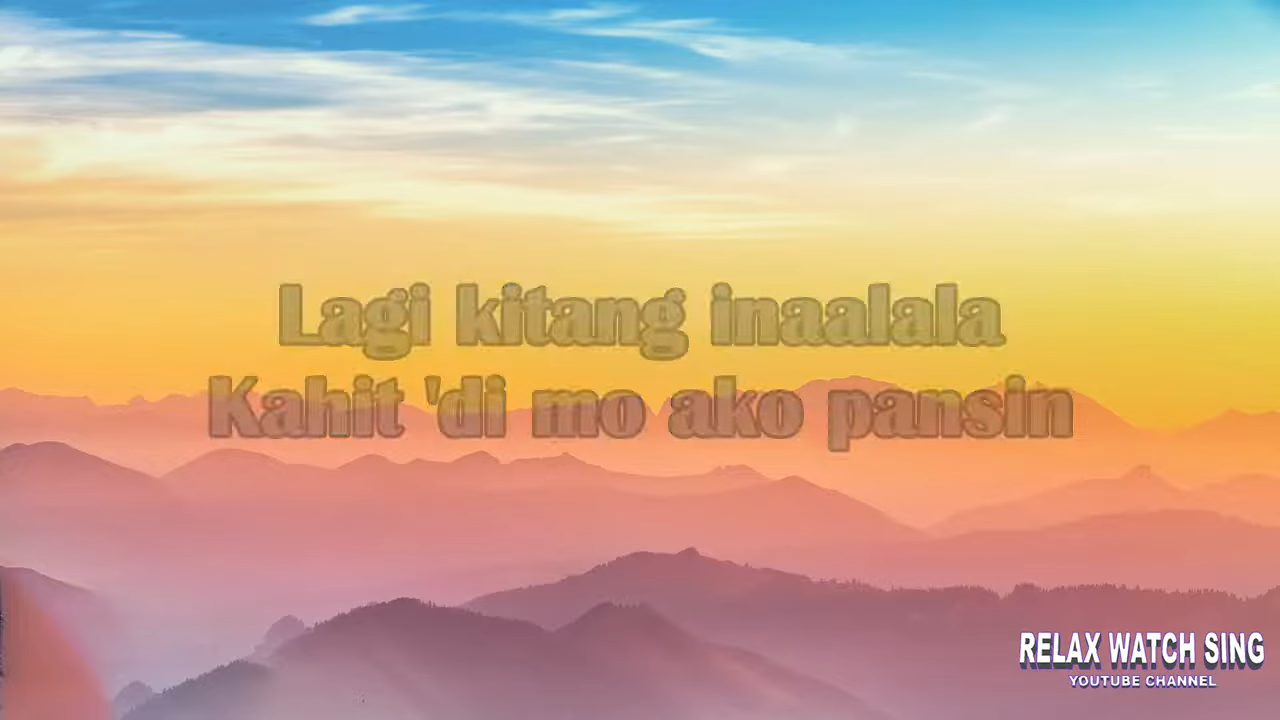 Lagi kitang inaalala
Kahit 'di mo ako pansin
RELAX WATCH SING
YOUTUBE CHANNEL